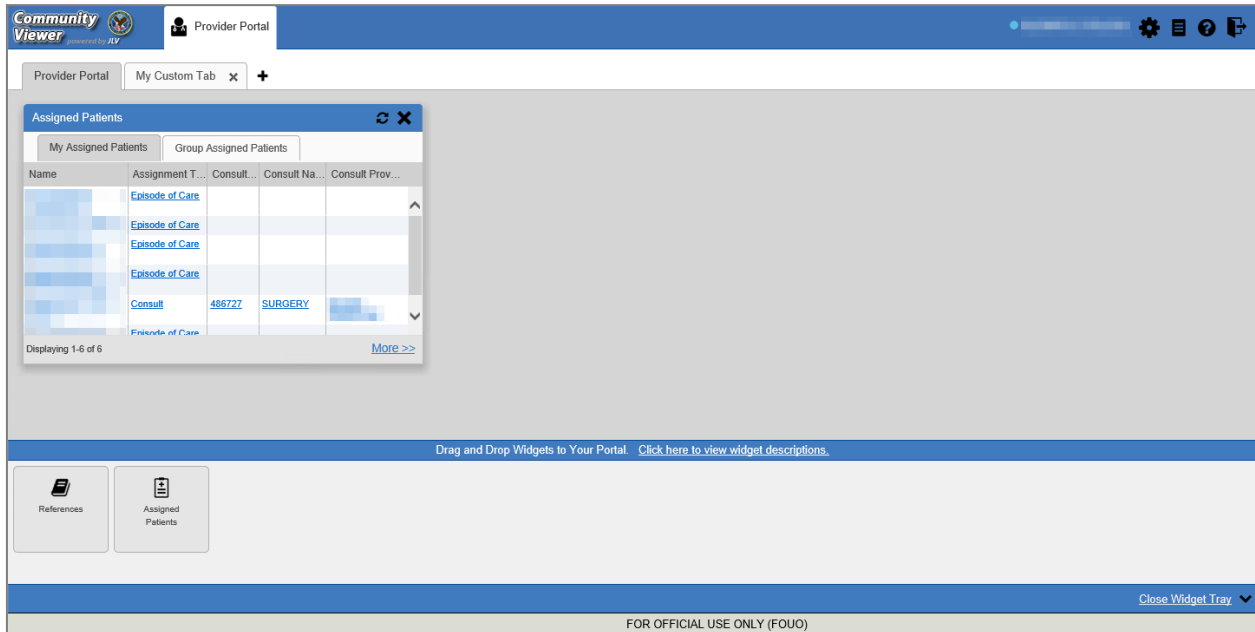 Community
Viewer powered by JLV
Provider Portal
Provider Portal
My Custom Tab
Assigned Patients
My Assigned Patients
Group Assigned Patients
Name Assignment T... Consult... Consult Na... Consult Prov...
Episode of Care
Episode of Care
Episode of Care
Episode of Care
Consult 486727 SURGERY
Episode of Care
Displaying 1-6 of 6 More >>
Drag and Drop Widgets to Your Portal. Click here to view widget descriptions.
References
Assigned
Patients
Close Widget Tray
FOR OFFICIAL USE ONLY (FOUO)